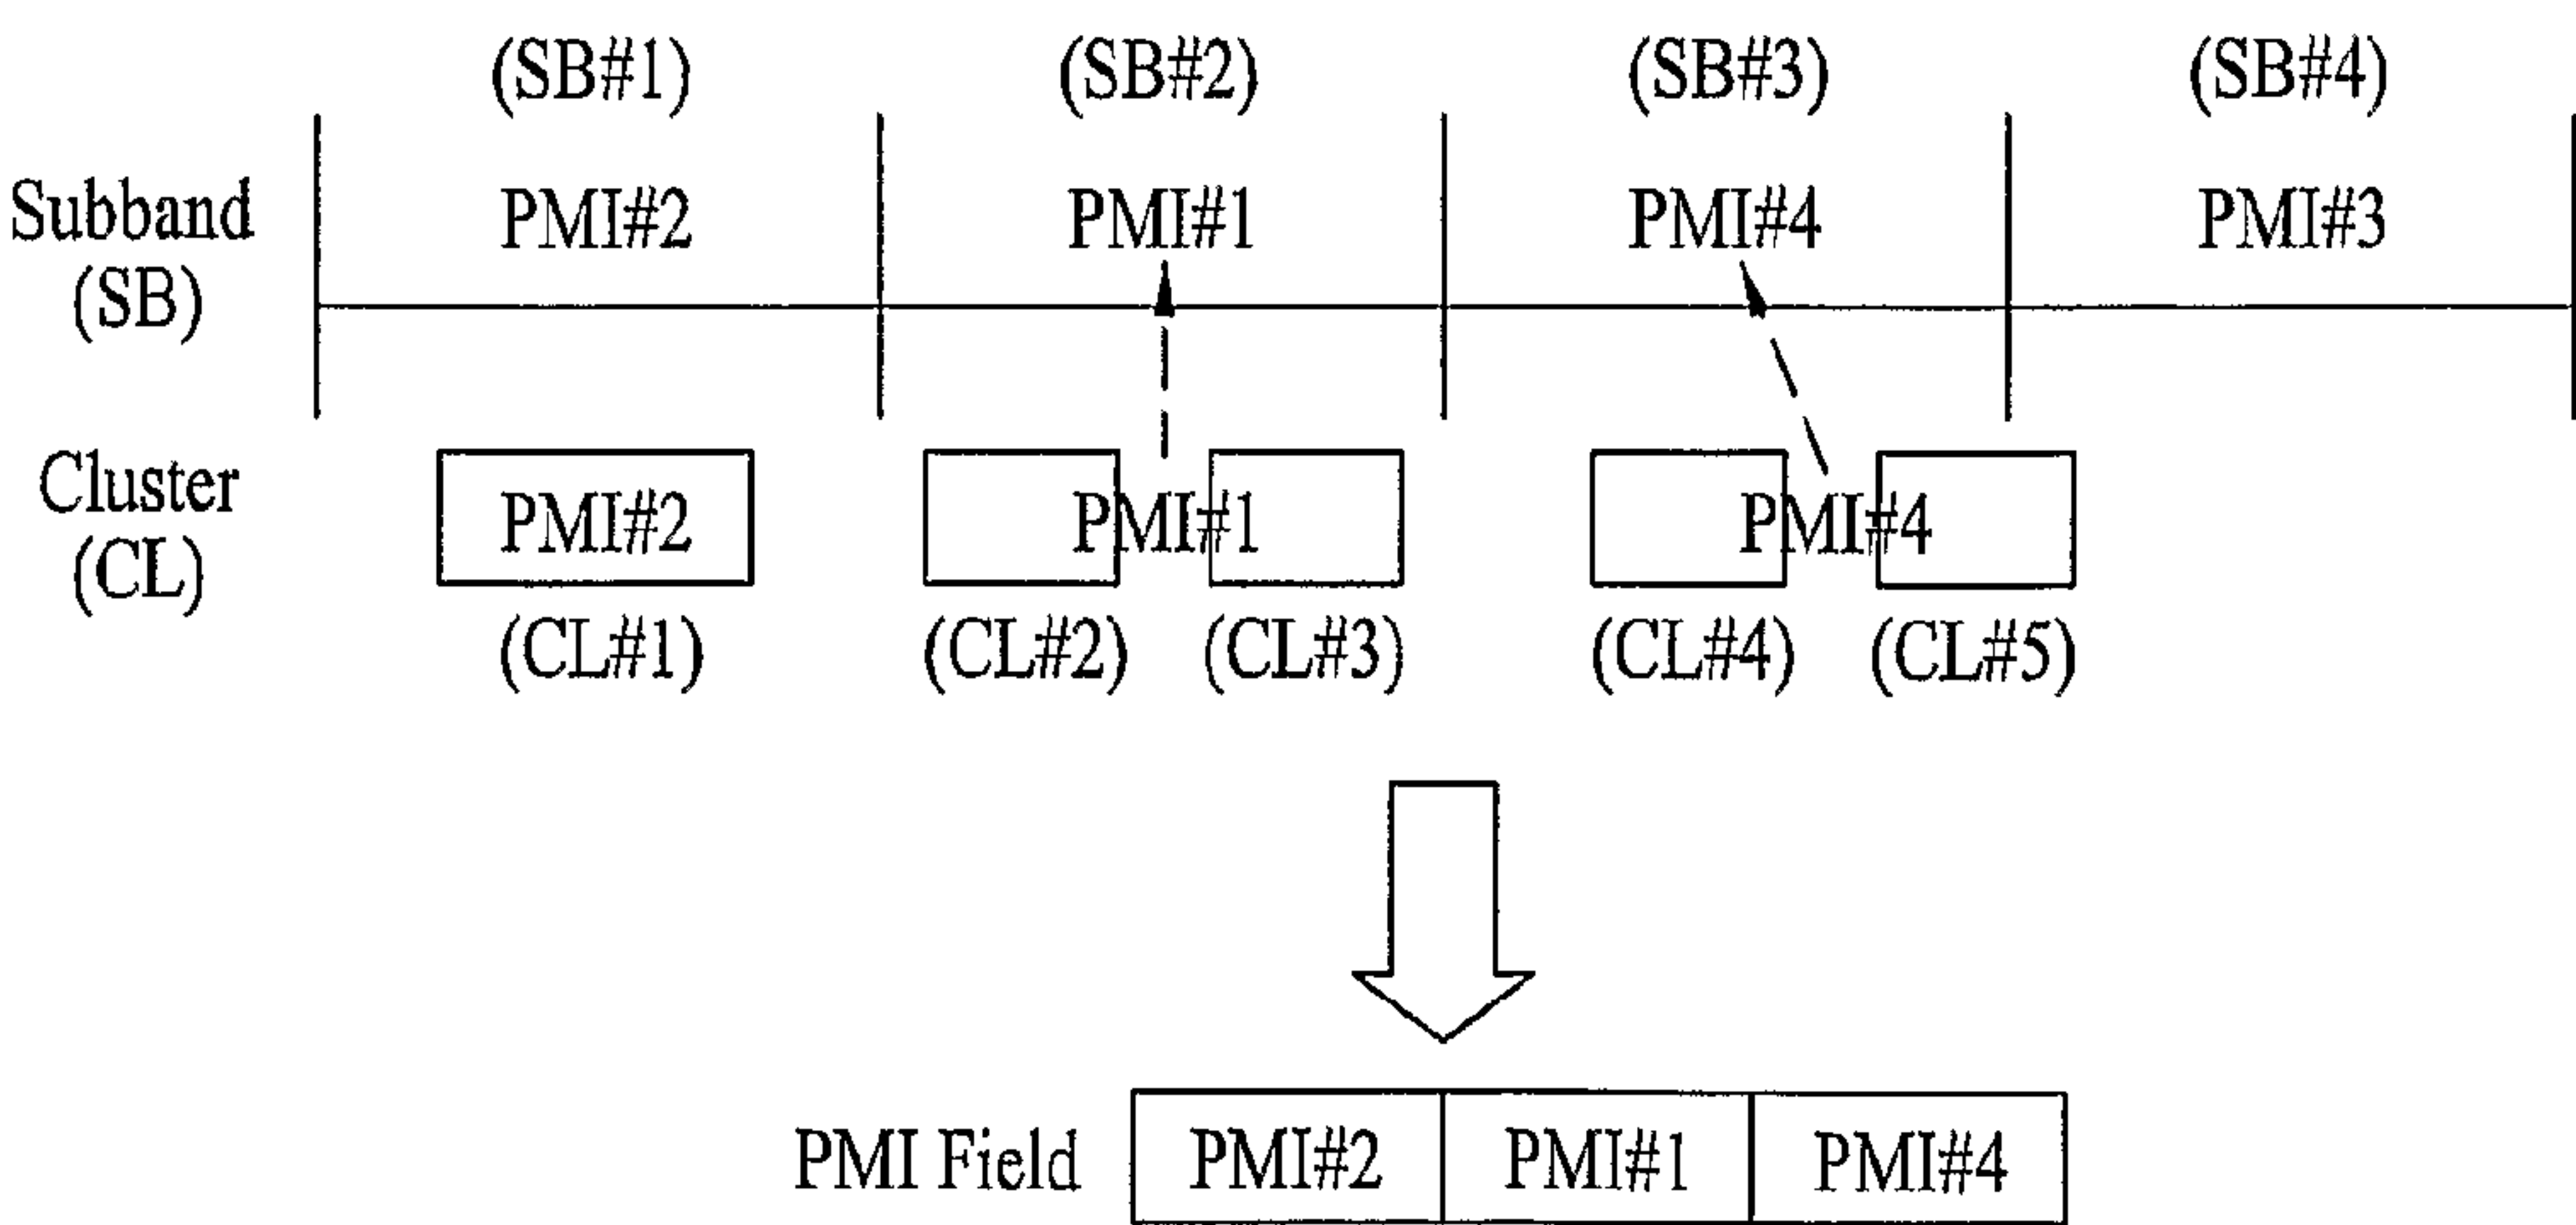 (SB#1) (SB#2) (SB#3) (SB#4)
Subband
(SB)
PMI#2 PMI#1 PMI#4 PMI#3
Cluster
(CL)
PMI#2 PMI#1 PMI#4
(CL#1) (CL#2) (CL#3) (CL#4) (CL#5)
PMI Field PMI#2 PMI#1 PMI#4